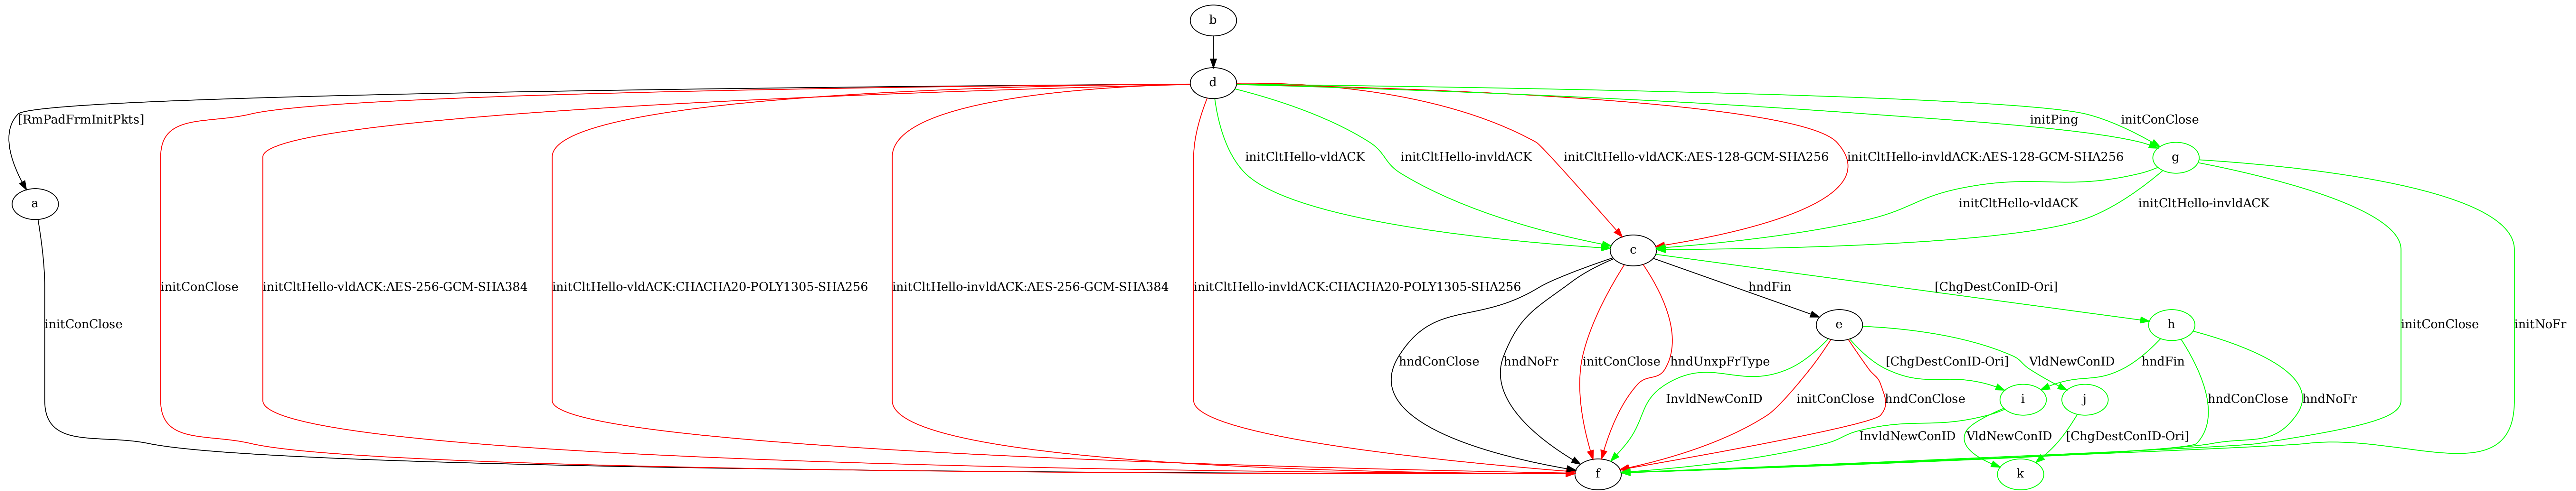 b
d
[RmPadFrmInitPkts]
initPing
initConClose
initCltHello-vldACK
initCltHello-invldACK
initCltHello-vldACK:AES-128-GCM-SHA256
initCltHello-invldACK:AES-128-GCM-SHA256
g
a
initCltHello-vldACK
initCltHello-invldACK
c
initConClose
initCltHello-vldACK:AES-256-GCM-SHA384
initCltHello-vldACK:CHACHA20-POLY1305-SHA256
initCltHello-invldACK:AES-256-GCM-SHA384
initCltHello-invldACK:CHACHA20-POLY1305-SHA256
hndFin
[ChgDestConID-Ori]
initConClose
e
h
initConClose
initNoFr
hndConClose
hndNoFr
initConClose
hndUnxpFrType
[ChgDestConID-Ori]
VldNewConID
hndFin
InvldNewConID
initConClose
hndConClose
i
j
hndConClose
hndNoFr
InvldNewConID
VldNewConID
[ChgDestConID-Ori]
f
k